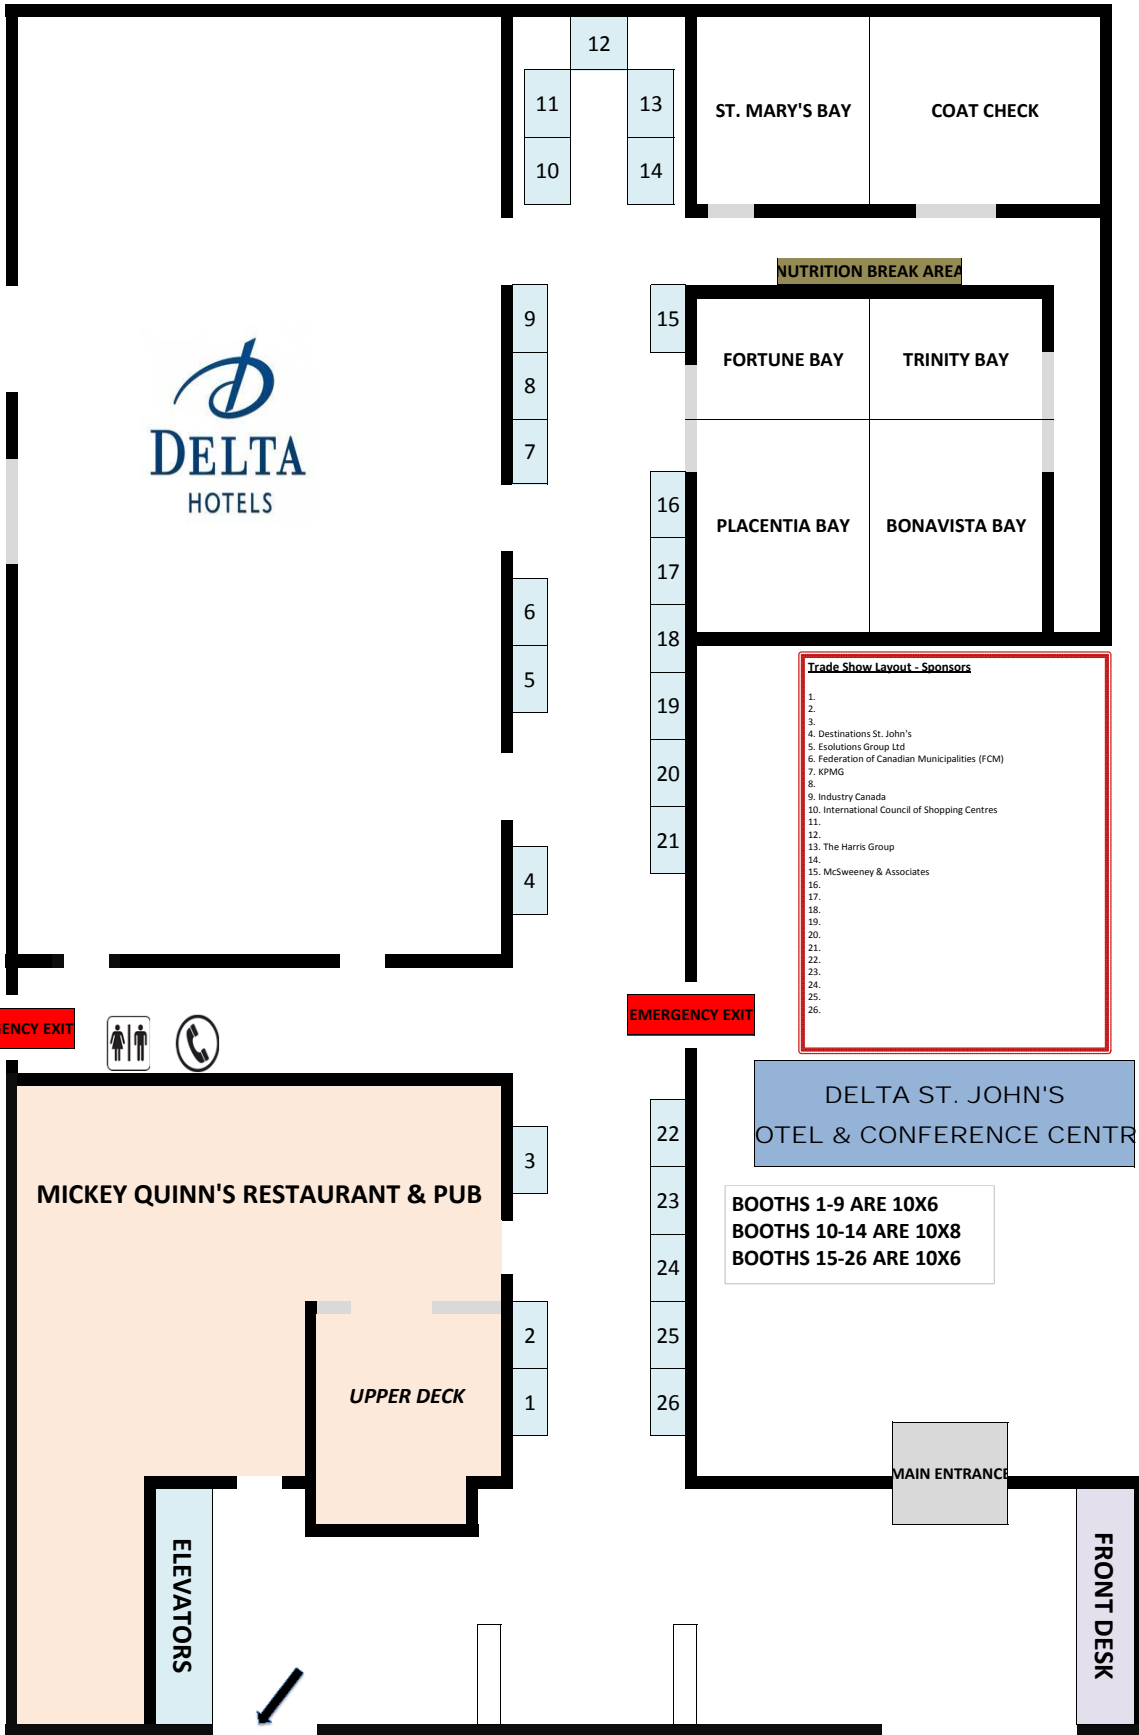 12
11
13
ST. MARY'S BAY
COAT CHECK
10
14
NUTRITION BREAK AREA
9
15
FORTUNE BAY
TRINITY BAY
8
DELTA
HOTELS
7
16
PLACENTIA BAY
BONAVISTA BAY
17
6
18
5
19
20
21
4
Trade Show Layout - Sponsors
1.
2.
3.
4. Destinations St. John's
5. Esolutions Group Ltd
6. Federation of Canadian Municipalities (FCM)
7. KPMG
8.
9. Industry Canada
10. International Council of Shopping Centres
11.
12.
13. The Harris Group
14.
15. McSweeney & Associates
16.
17.
18.
19.
20.
21.
22.
23.
24.
25.
26.
GENCY EXIT
EMERGENCY EXIT
DELTA ST. JOHN'S
OTEL & CONFERENCE CENTR
22
3
MICKEY QUINN'S RESTAURANT & PUB
23
BOOTHS 1-9 ARE 10X6
BOOTHS 10-14 ARE 10X8
BOOTHS 15-26 ARE 10X6
24
2
25
UPPER DECK
1
26
MAIN ENTRANCE
ELEVATORS
FRONT DESK